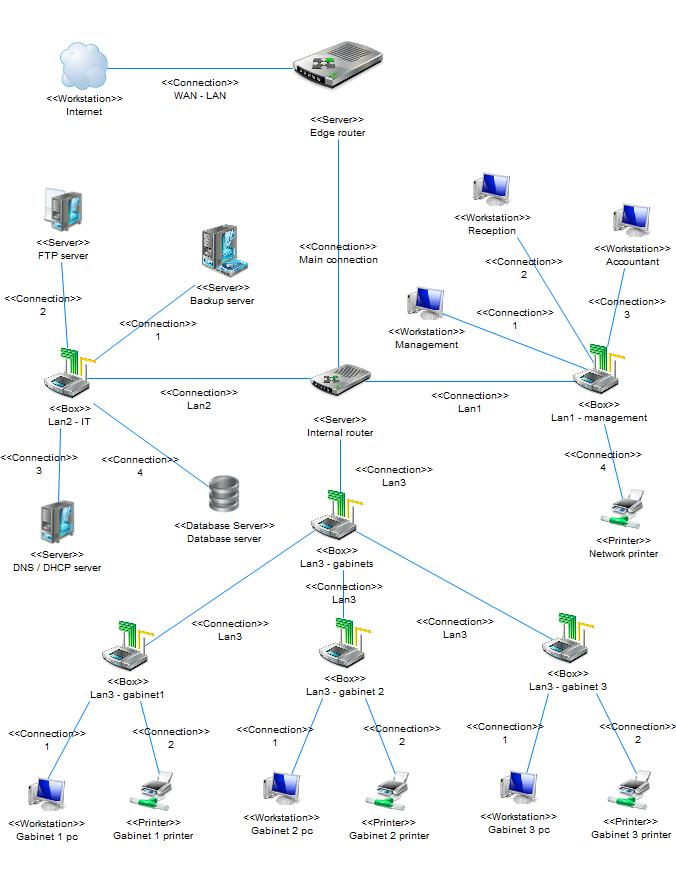 <<Connection>>
WAN - LAN
<<Workstation>>
Internet
<<Server>>
Edge router
<<Workstation>>
Reception
<<Server>>
FTP server
<<Connection>>
Main connection
<<Workstation>>
Accountant
<<Connection>>
2
<<Server>>
Backup server
<<Connection>>
2
<<Connection>>
3
<<Connection>>
1
<<Connection>>
1
<<Workstation>>
Management
<<Connection>>
Lan2
<<Connection>>
Lan1
<<Box>>
Lan2 - IT
<<Box>>
Lan1 - management
<<Server>>
Internal router
<<Connection>>
3
<<Connection>>
4
<<Connection>>
Lan3
<<Connection>>
4
<<Database Server>>
Database server
<<Server>>
DNS / DHCP server
<<Printer>>
Network printer
<<Box>>
Lan3 - gabinets
<<Connection>>
Lan3
<<Connection>>
Lan3
<<Connection>>
Lan3
<<Box>>
Lan3 - gabinet1
<<Box>>
Lan3 - gabinet 2
<<Box>>
Lan3 - gabinet 3
<<Connection>>
1
<<Connection>>
2
<<Connection>>
1
<<Connection>>
2
<<Connection>>
1
<<Connection>>
2
<<Workstation>>
Gabinet 1 pc
<<Printer>>
Gabinet 1 printer
<<Workstation>>
Gabinet 2 pc
<<Printer>>
Gabinet 2 printer
<<Workstation>>
Gabinet 3 pc
<<Printer>>
Gabinet 3 printer